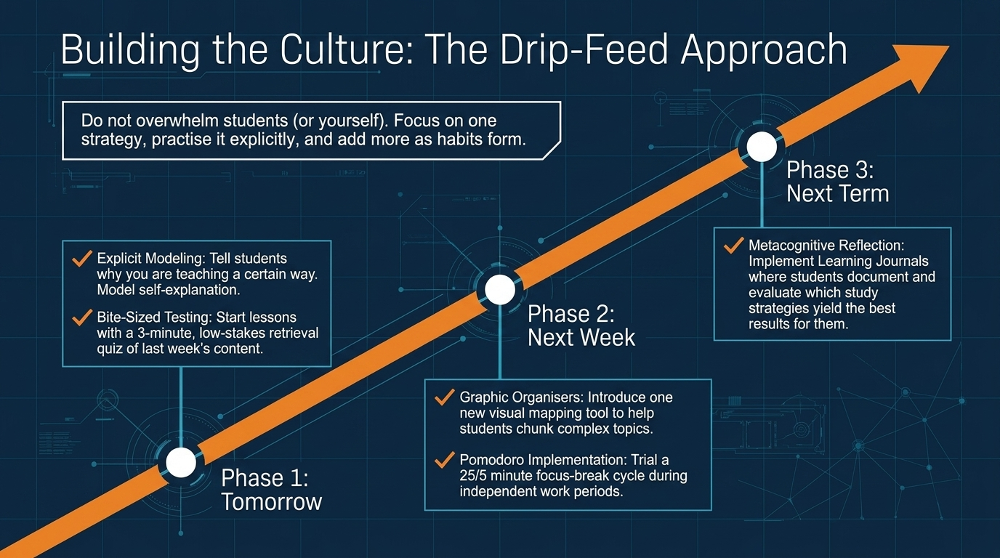 Building the Culture: The Drip-Feed Approach
Do not overwhelm students (or yourself). Focus on one
strategy, practise it explicitly, and add more as habits form.
Explicit Modeling: Tell students
why you are teaching a certain way.
Model self-explanation.
Bite-Sized Testing: Start lessons
with a 3-minute, low-stakes retrieval
quiz of last week's content.
Phase 1:
Tomorrow
Phase 2:
Next Week
Graphic Organisers: Introduce one
new visual mapping tool to help
students chunk complex topics.
Pomodoro Implementation: Trial a
25/5 minute focus-break cycle during
independent work periods.
Phase 3:
Next Term
Metacognitive Reflection:
Implement Learning Journals
where students document and
evaluate which study
strategies yield the best
results for them.